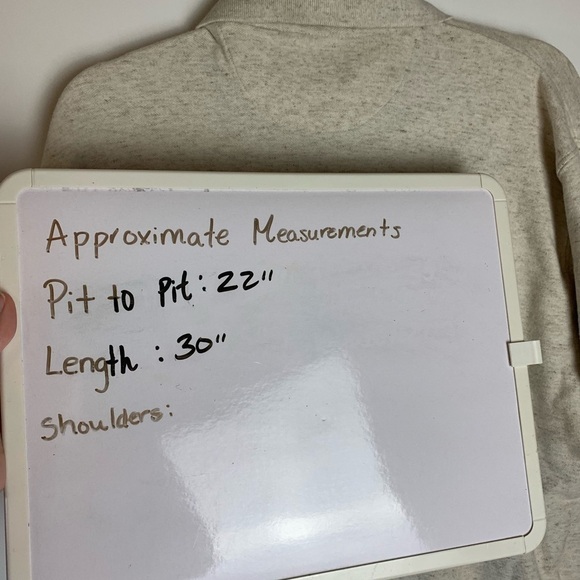 Approximate Measurements
Pit to Pit: 22"
Length: 30"
Shoulders: